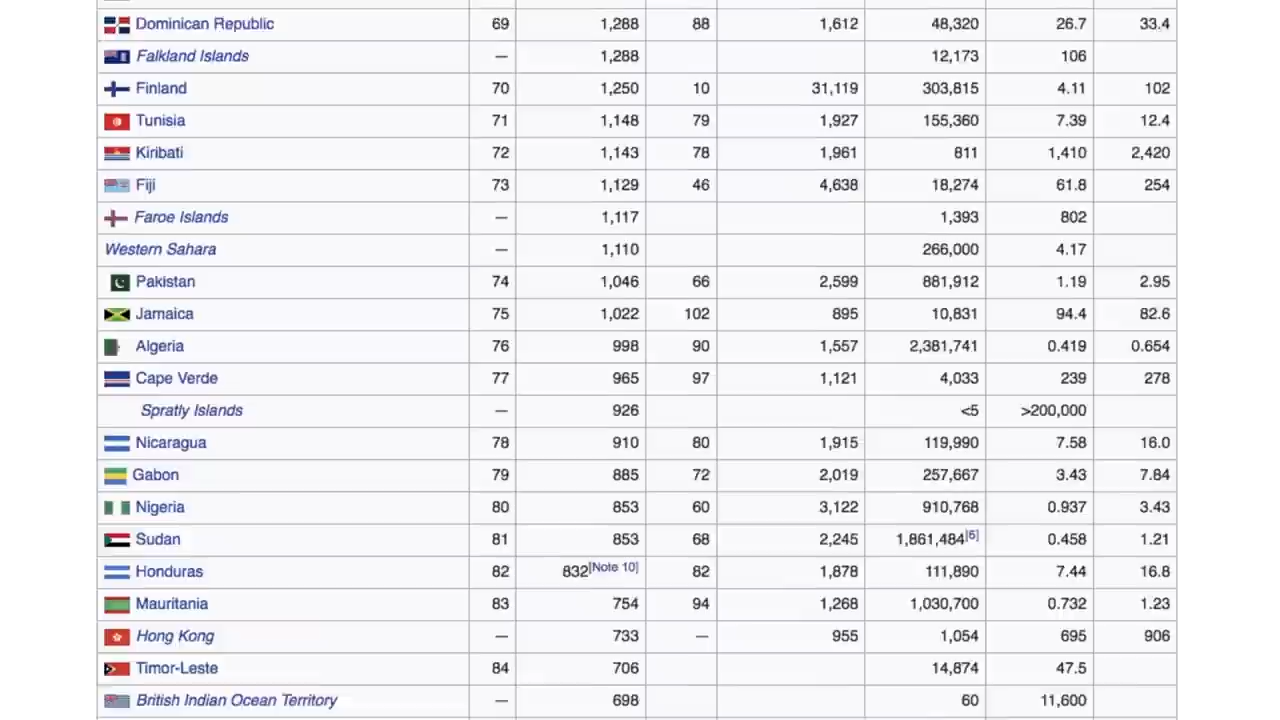 Dominican Republic 69 1,288 88 1,612 48,320 26.7 33.4
Falkland Islands — 1,288 12,173 106
Finland 70 1,250 10 31,119 303,815 4.11 102
Tunisia 71 1,148 79 1,927 155,360 7.39 12.4
Kiribati 72 1,143 78 1,961 811 1,410 2,420
Fiji 73 1,129 46 4,638 18,274 61.8 254
Faroe Islands — 1,117 1,393 802
Western Sahara — 1,110 266,000 4.17
Pakistan 74 1,046 66 2,599 881,912 1.19 2.95
Jamaica 75 1,022 102 895 10,831 94.4 82.6
Algeria 76 998 90 1,557 2,381,741 0.419 0.654
Cape Verde 77 965 97 1,121 4,033 239 278
Spratly Islands — 926 <5 >200,000
Nicaragua 78 910 80 1,915 119,990 7.58 16.0
Gabon 79 885 72 2,019 257,667 3.43 7.84
Nigeria 80 853 60 3,122 910,768 0.937 3.43
Sudan 81 853 68 2,245 1,861,484[6] 0.458 1.21
Honduras 82 832[Note 10] 82 1,878 111,890 7.44 16.8
Mauritania 83 754 94 1,268 1,030,700 0.732 1.23
Hong Kong — 733 — 955 1,054 695 906
Timor-Leste 84 706 14,874 47.5
British Indian Ocean Territory — 698 60 11,600